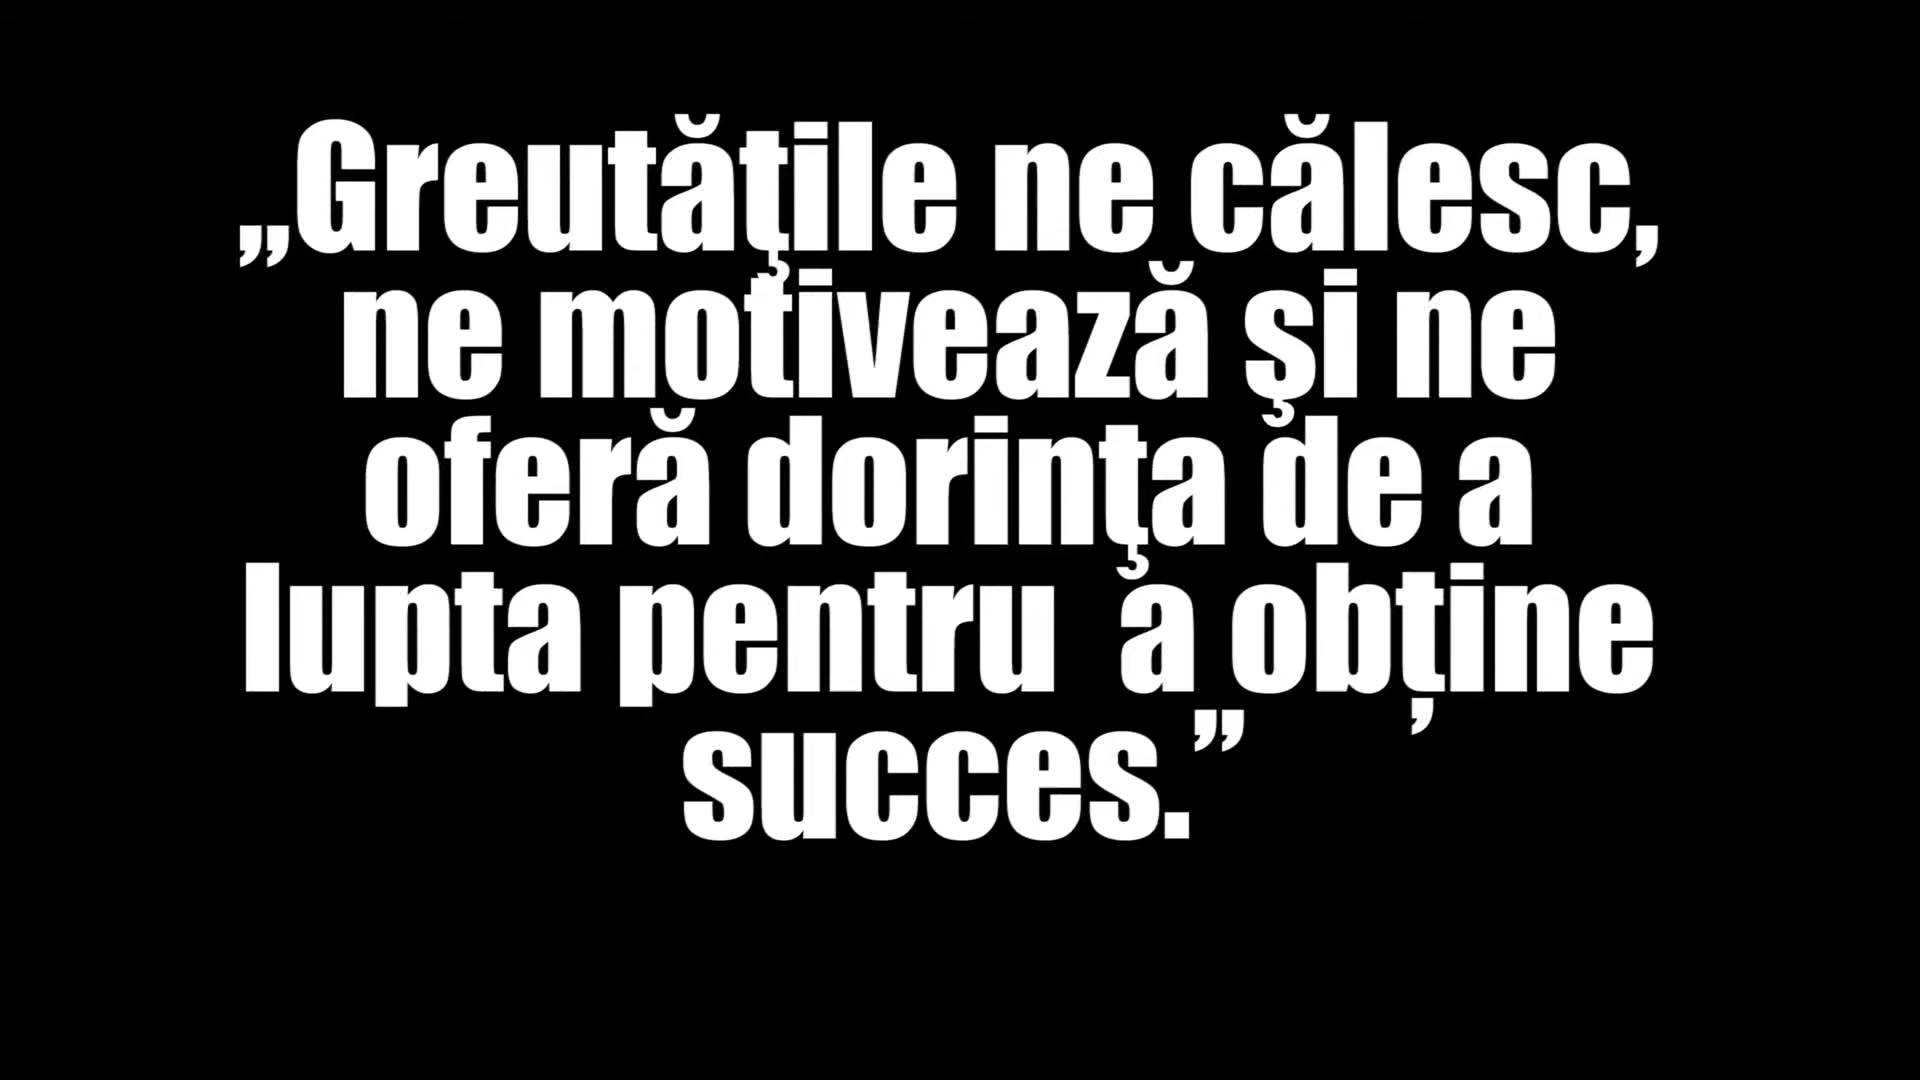 „Greutăţile ne călesc,
ne motivează şi ne
oferă dorinţa de a
lupta pentru  a obține
succes.”